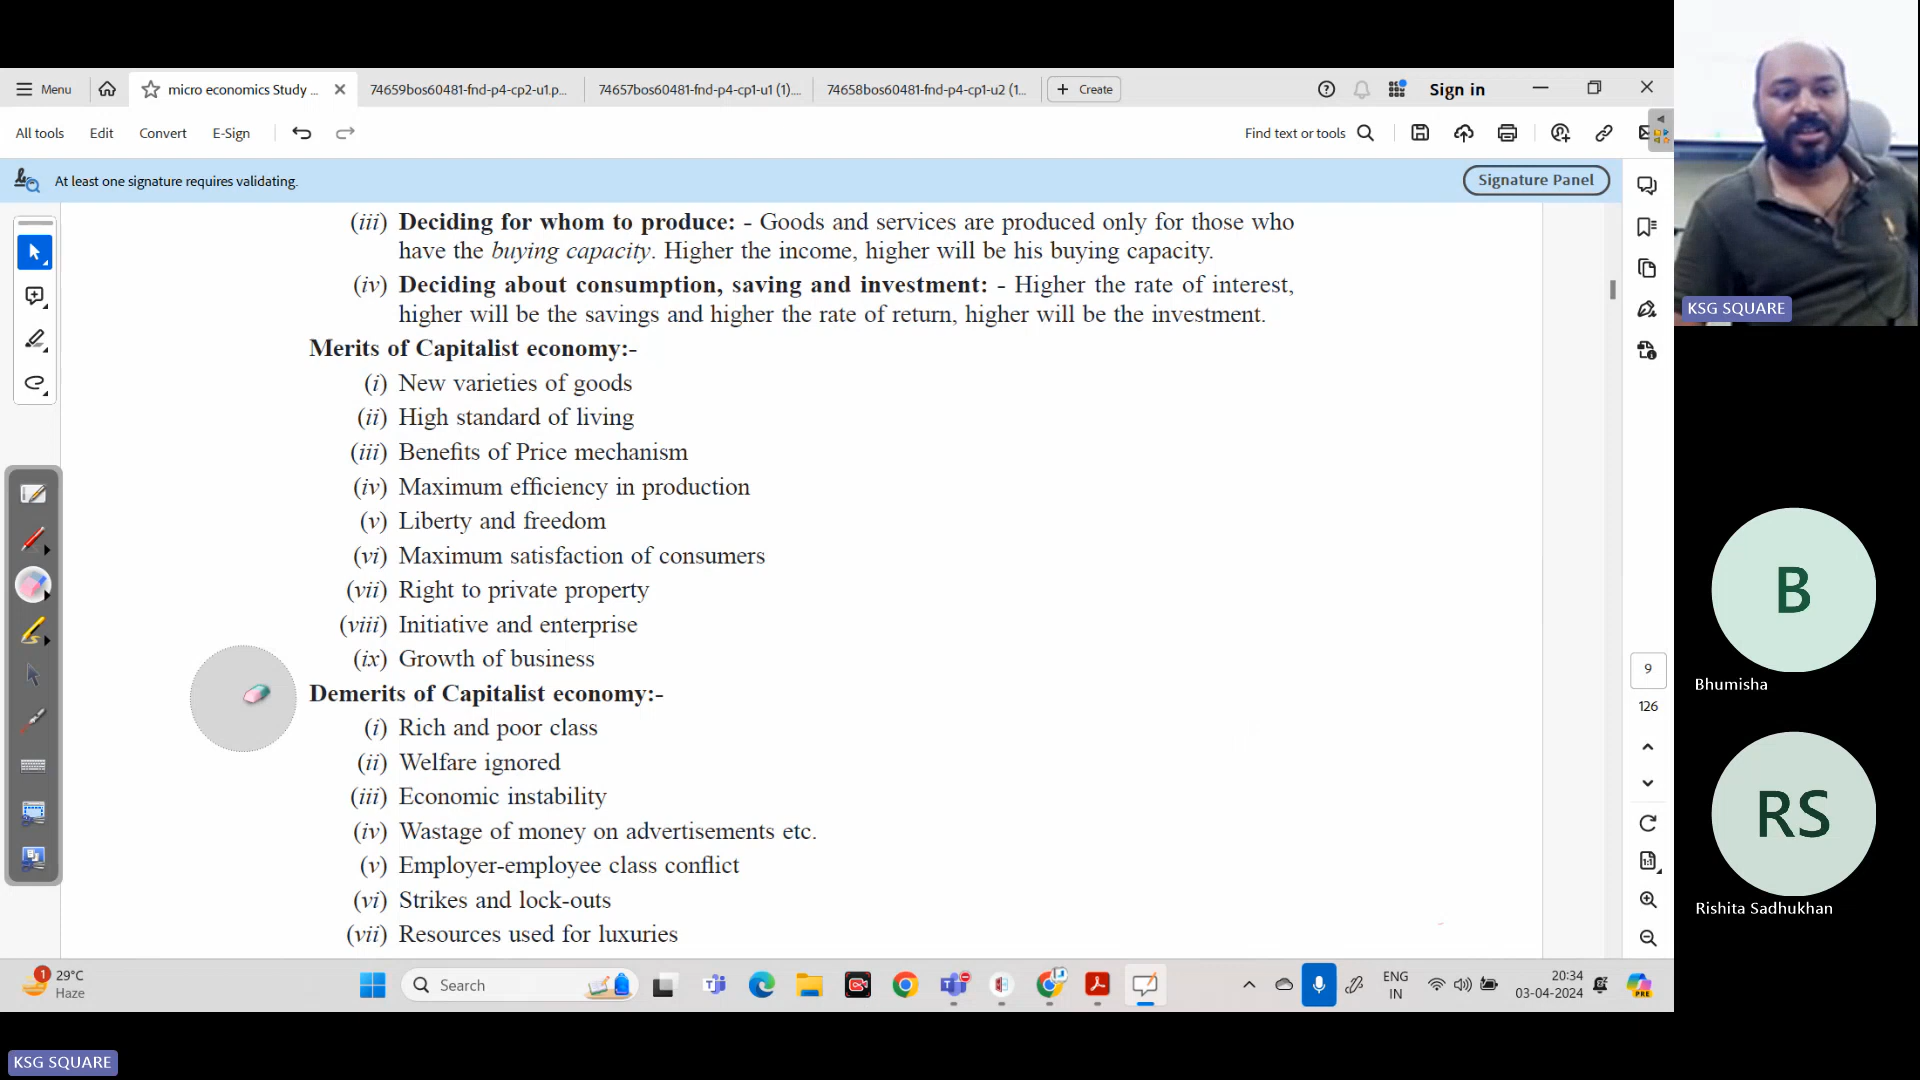 Menu
micro economics Study ...
74659bos60481-fnd-p4-cp2-u1.p...
74657bos60481-fnd-p4-cp1-u1 (1)....
74658bos60481-fnd-p4-cp1-u2 (1...
+ Create
Sign in
All tools
Edit
Convert
E-Sign
Find text or tools
At least one signature requires validating.
Signature Panel
(iii) Deciding for whom to produce: - Goods and services are produced only for those who
have the buying capacity. Higher the income, higher will be his buying capacity.
(iv) Deciding about consumption, saving and investment: - Higher the rate of interest,
higher will be the savings and higher the rate of return, higher will be the investment.
Merits of Capitalist economy:-
(i) New varieties of goods
(ii) High standard of living
(iii) Benefits of Price mechanism
(iv) Maximum efficiency in production
(v) Liberty and freedom
(vi) Maximum satisfaction of consumers
(vii) Right to private property
(viii) Initiative and enterprise
(ix) Growth of business
Demerits of Capitalist economy:-
(i) Rich and poor class
(ii) Welfare ignored
(iii) Economic instability
(iv) Wastage of money on advertisements etc.
(v) Employer-employee class conflict
(vi) Strikes and lock-outs
(vii) Resources used for luxuries
9
126
KSG SQUARE
B
Bhumisha
RS
Rishita Sadhukhan
1
29°C
Haze
Search
ENG
IN
20:34
03-04-2024
PRE
KSG SQUARE